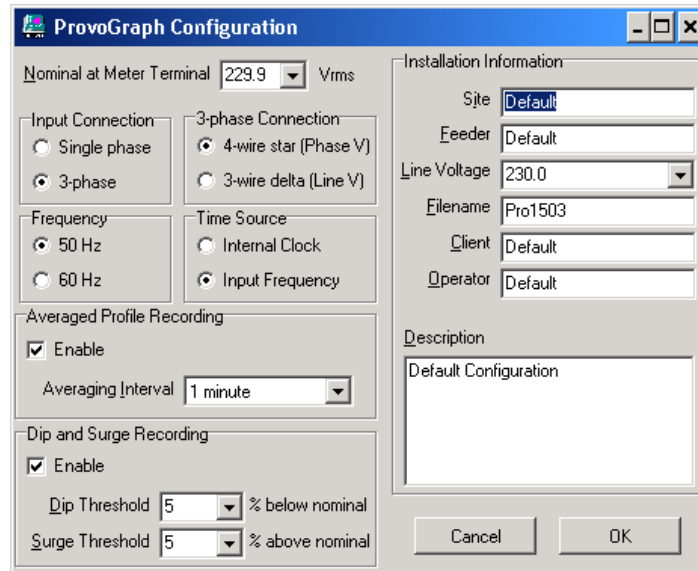 ProvoGraph Configuration
Nominal at Meter Terminal 229.9 Vrms
Input Connection
Single phase
3-phase
3-phase Connection
4-wire star (Phase V)
3-wire delta (Line V)
Frequency
50 Hz
60 Hz
Time Source
Internal Clock
Input Frequency
Averaged Profile Recording
Enable
Averaging Interval 1 minute
Dip and Surge Recording
Enable
Dip Threshold 5 % below nominal
Surge Threshold 5 % above nominal
Installation Information
Site Default
Feeder Default
Line Voltage 230.0
Filename Pro1503
Client Default
Operator Default
Description
Default Configuration
Cancel OK